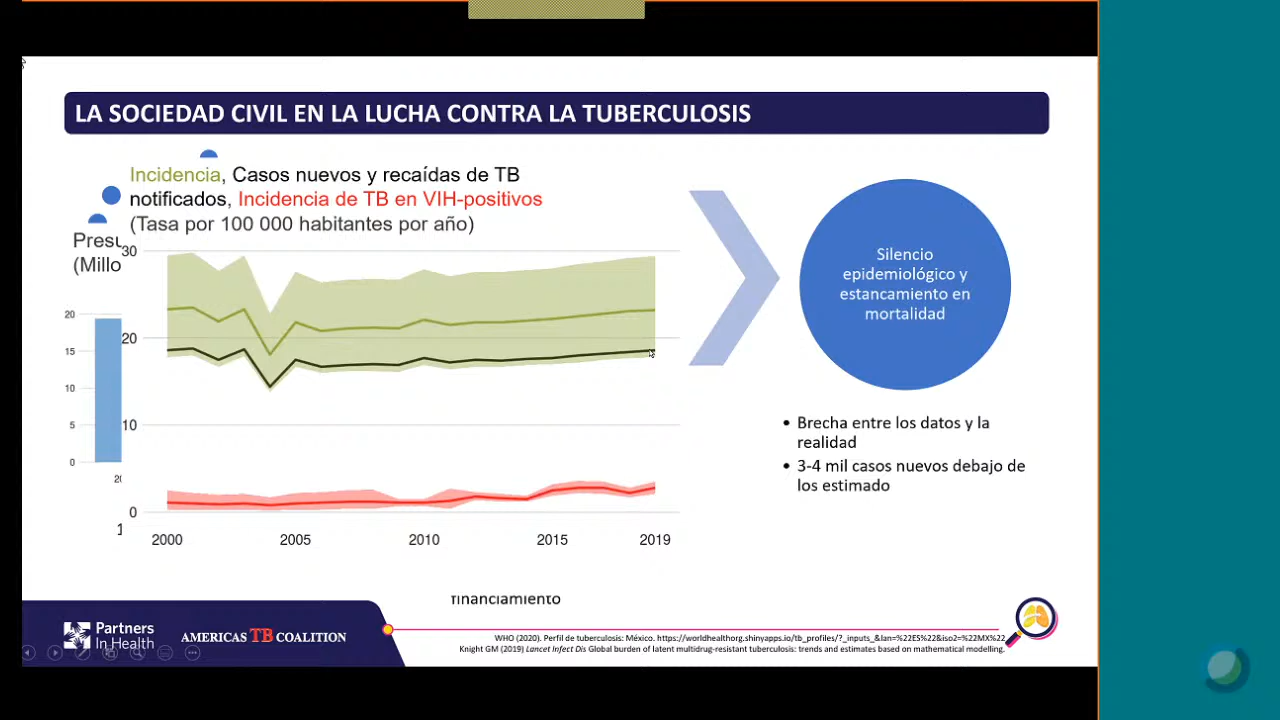 LA SOCIEDAD CIVIL EN LA LUCHA CONTRA LA TUBERCULOSIS
Incidencia, Casos nuevos y recaídas de TB
notificados, Incidencia de TB en VIH-positivos
(Tasa por 100 000 habitantes por año)
30
20
10
0
2000
2005
2010
2015
2019
20
15
10
5
0
Silencio
epidemiológico y
estancamiento en
mortalidad
• Brecha entre los datos y la
realidad
• 3-4 mil casos nuevos debajo de
los estimado
financiamiento
Partners
In Health
AMERICAS TB COALITION
WHO (2020). Perfil de tuberculosis: México. https://worldhealthorg.shinyapps.io/tb_profiles/?_inputs_&lan=%22ES%22&iso2=%22MX%22
Knight GM (2019) Lancet Infect Dis Global burden of latent multidrug-resistant tuberculosis: trends and estimates based on mathematical modelling.